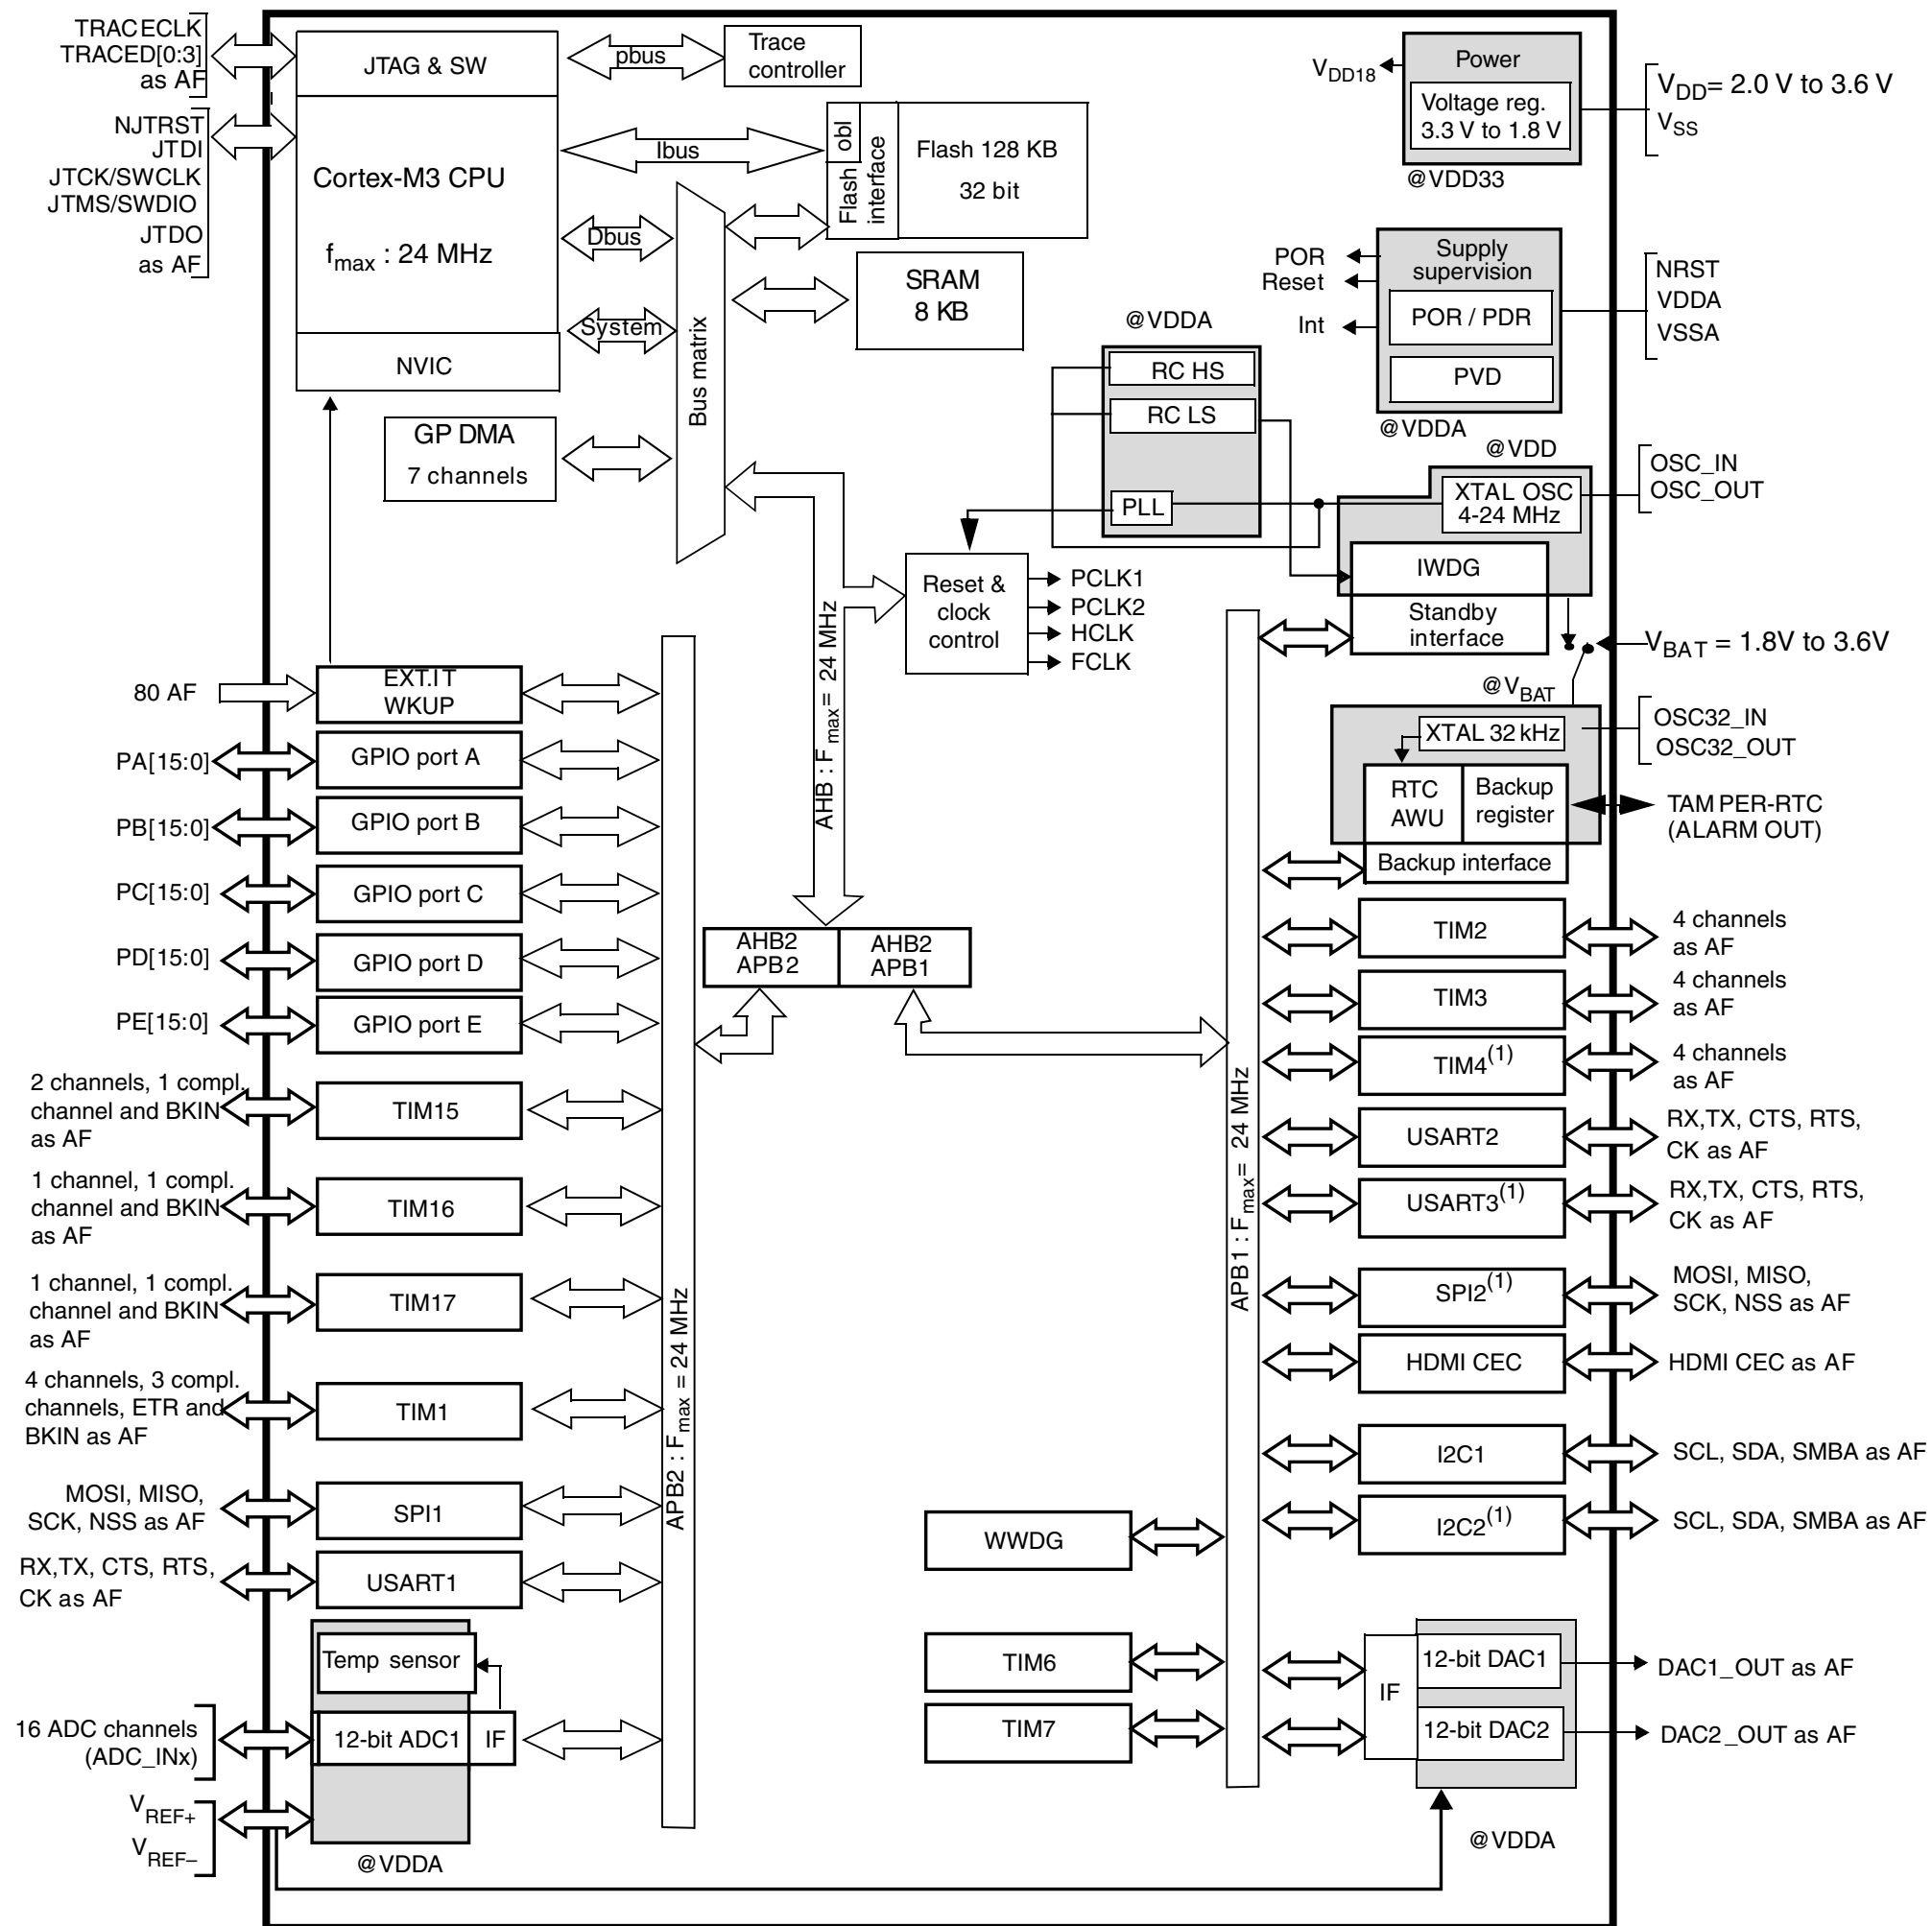 TRACECLK
TRACED[0:3]
as AF
NJTRST
JTDI
JTCK/SWCLK
JTMS/SWDIO
JTDO
as AF
JTAG & SW
Cortex-M3 CPU
fmax : 24 MHz
NVIC
pbus
Trace
controller
Ibus
Dbus
System
Bus matrix
obl
Flash
interface
Flash 128 KB
32 bit
SRAM
8 KB
GP DMA
7 channels
VDD18
Power
Voltage reg.
3.3 V to 1.8 V
@VDD33
VDD= 2.0 V to 3.6 V
VSS
POR
Reset
Int
Supply
supervision
POR / PDR
PVD
@VDDA
NRST
VDDA
VSSA
@VDDA
RC HS
RC LS
PLL
@VDD
XTAL OSC
4-24 MHz
OSC_IN
OSC_OUT
IWDG
Standby
interface
Reset &
clock
control
PCLK1
PCLK2
HCLK
FCLK
VBAT = 1.8V to 3.6V
@VBAT
XTAL 32 kHz
OSC32_IN
OSC32_OUT
RTC
AWU
Backup
register
Backup interface
TAMPER-RTC
(ALARM OUT)
AHB : Fmax = 24 MHz
AHB2
APB2
AHB2
APB1
80 AF
EXT.IT
WKUP
PA[15:0]
GPIO port A
PB[15:0]
GPIO port B
PC[15:0]
GPIO port C
PD[15:0]
GPIO port D
PE[15:0]
GPIO port E
2 channels, 1 compl.
channel and BKIN
as AF
TIM15
1 channel, 1 compl.
channel and BKIN
as AF
TIM16
1 channel, 1 compl.
channel and BKIN
as AF
TIM17
4 channels, 3 compl.
channels, ETR and
BKIN as AF
TIM1
MOSI, MISO,
SCK, NSS as AF
SPI1
RX,TX, CTS, RTS,
CK as AF
USART1
Temp sensor
16 ADC channels
(ADC_INx)
12-bit ADC1
IF
VREF+
VREF–
@VDDA
APB2 : Fmax = 24 MHz
APB1 : Fmax = 24 MHz
TIM2
4 channels
as AF
TIM3
4 channels
as AF
TIM4(1)
4 channels
as AF
USART2
RX,TX, CTS, RTS,
CK as AF
USART3(1)
RX,TX, CTS, RTS,
CK as AF
SPI2(1)
MOSI, MISO,
SCK, NSS as AF
HDMI CEC
HDMI CEC as AF
I2C1
SCL, SDA, SMBA as AF
I2C2(1)
SCL, SDA, SMBA as AF
WWDG
TIM6
TIM7
IF
12-bit DAC1
DAC1_OUT as AF
12-bit DAC2
DAC2_OUT as AF
@VDDA